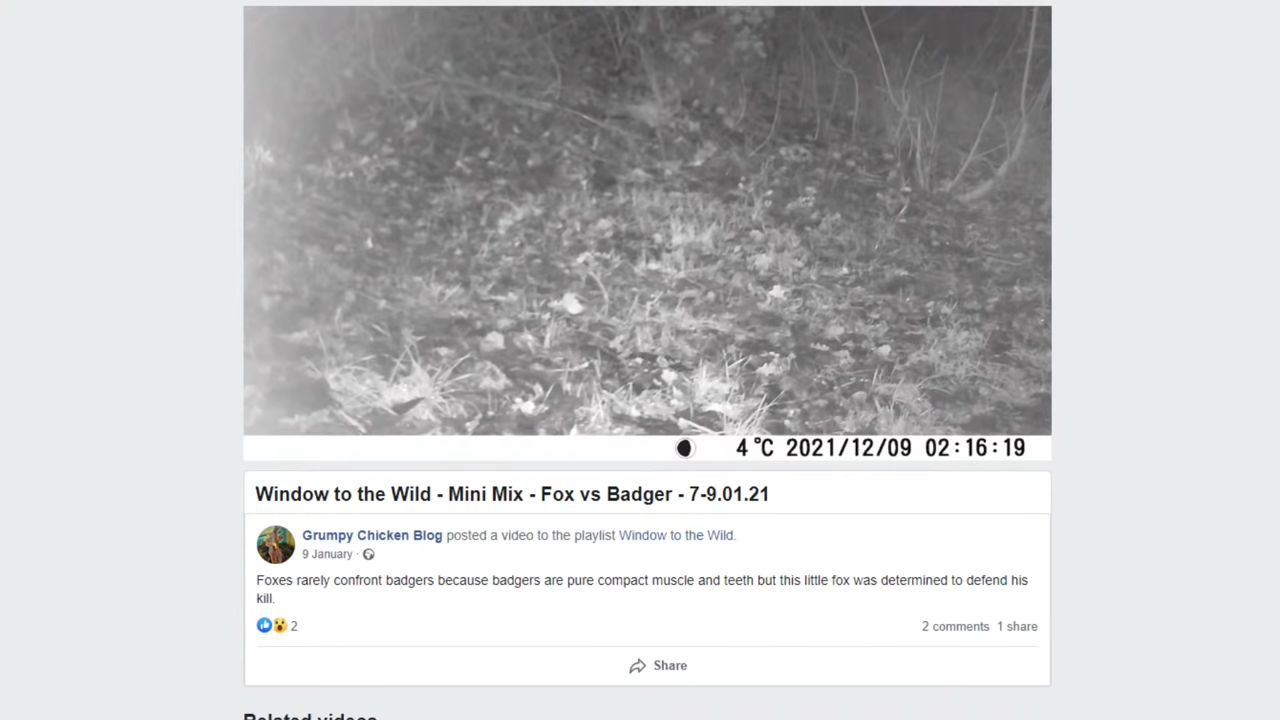 4°C 2021/12/09 02:16:19
Window to the Wild - Mini Mix - Fox vs Badger - 7-9.01.21
Grumpy Chicken Blog posted a video to the playlist Window to the Wild.
9 January ·
Foxes rarely confront badgers because badgers are pure compact muscle and teeth but this little fox was determined to defend his
kill.
2
2 comments 1 share
Share
Related videos